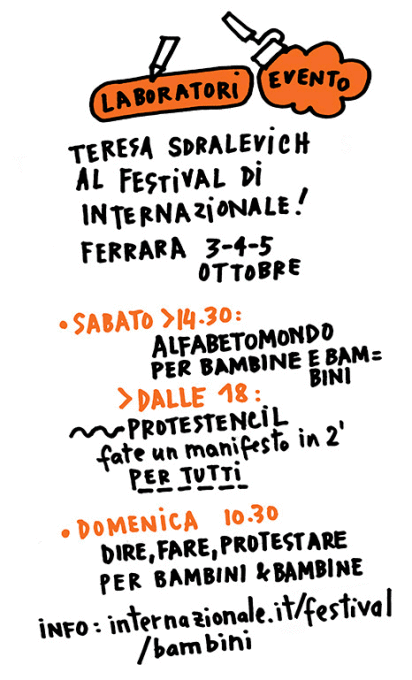 LABORATORI EVENTO
TERESA SDRALEVICH
AL FESTIVAL DI
INTERNAZIONALE!
FERRARA 3-4-5
OTTOBRE
• SABATO >14.30:
ALFABETOMONDO
PER BAMBINE E BAM=
BINI
> DALLE 18:
PROTESTENCIL
fate un manifesto in 2'
PER TUTTI
• DOMENICA 10.30
DIRE, FARE, PROTESTARE
PER BAMBINI & BAMBINE
INFO: internazionale.it/festival
/bambini